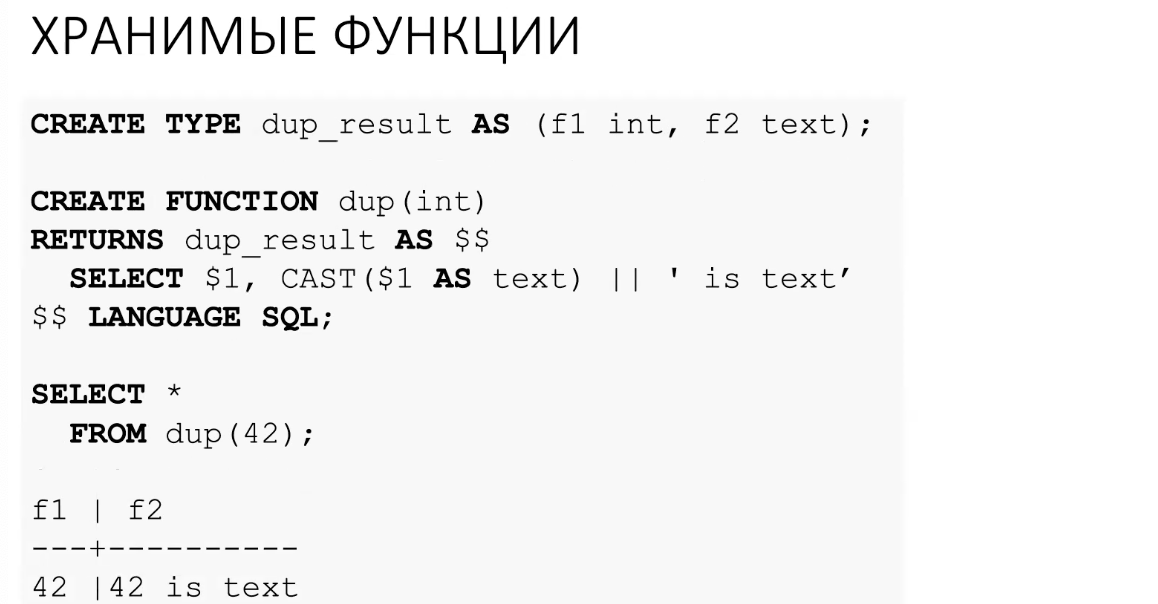 ХРАНИМЫЕ ФУНКЦИИ
CREATE TYPE dup_result AS (f1 int, f2 text);
CREATE FUNCTION dup(int)
RETURNS dup_result AS $$
SELECT $1, CAST($1 AS text) || ' is text’
$$ LANGUAGE SQL;
SELECT *
FROM dup(42);
f1 | f2
---+----------
42 |42 is text